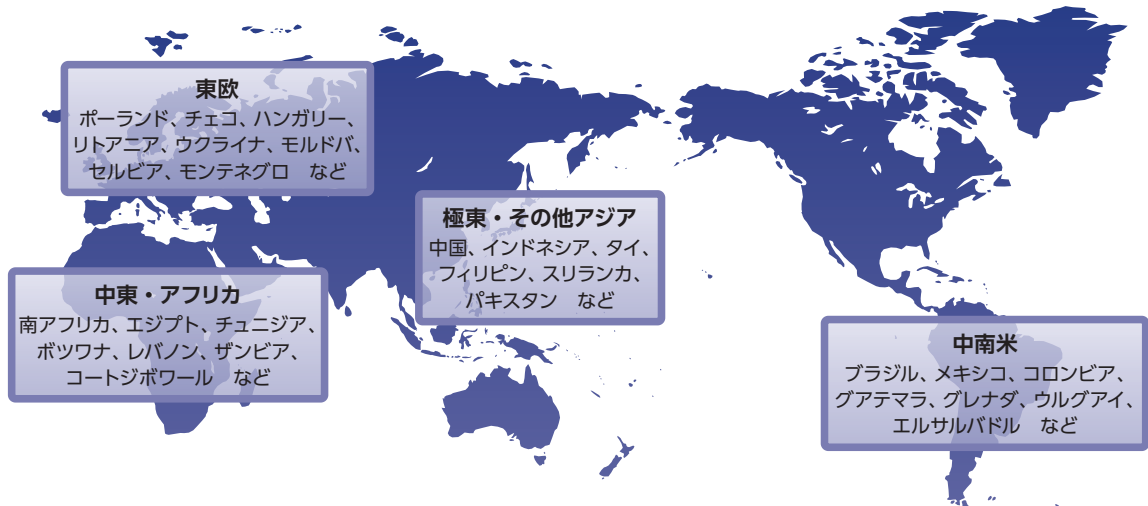 東欧
ポーランド、チェコ、ハンガリー、
リトアニア、ウクライナ、モルドバ、
セルビア、モンテネグロ　など
極東・その他アジア
中国、インドネシア、タイ、
フィリピン、スリランカ、
パキスタン　など
中東・アフリカ
南アフリカ、エジプト、チュニジア、
ボツワナ、レバノン、ザンビア、
コートジボワール　など
中南米
ブラジル、メキシコ、コロンビア、
グアテマラ、グレナダ、ウルグアイ、
エルサルバドル　など